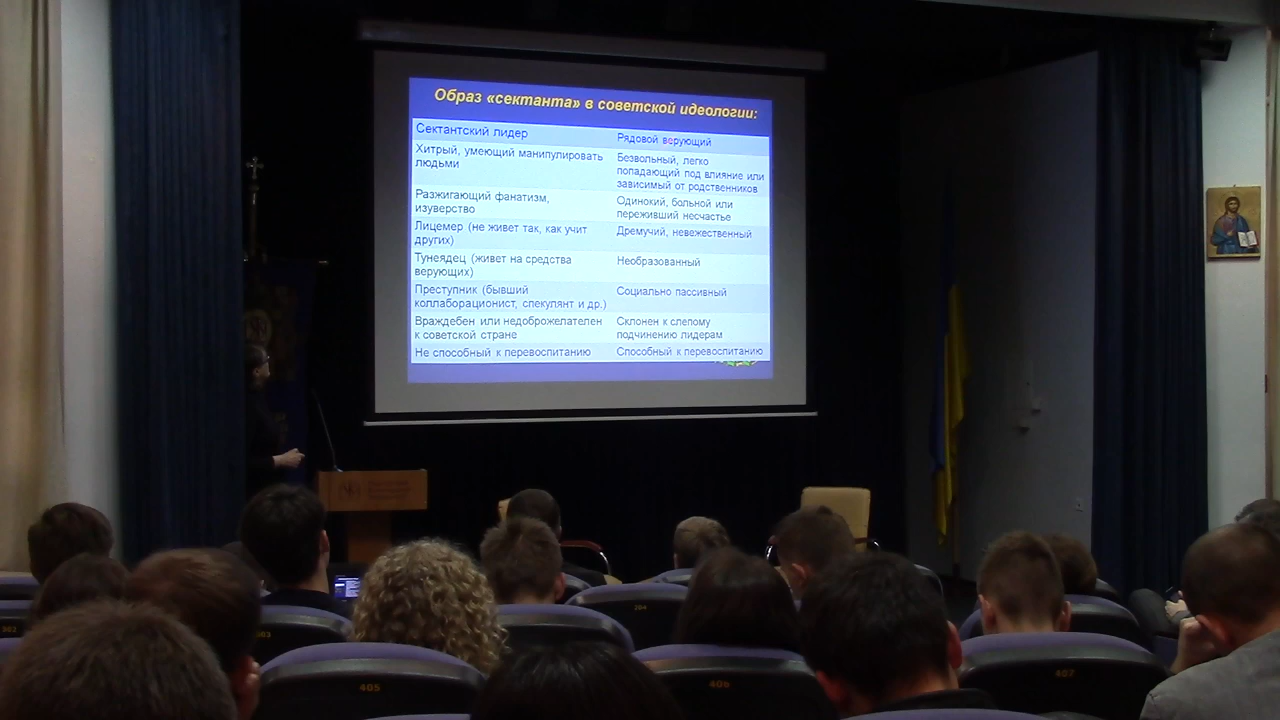 Образ «сектанта» в советской идеологии:
Сектантский лидер
Рядовой верующий
Хитрый, умеющий манипулировать
людьми
Безвольный, легко
попадающий под влияние или
зависимый от родственников
Разжигающий фанатизм,
изуверство
Одинокий, больной или
переживший несчастье
Лицемер (не живет так, как учит
других)
Дремучий, невежественный
Тунеядец (живет на средства
верующих)
Необразованный
Преступник (бывший
коллаборационист, спекулянт и др.)
Социально пассивный
Враждебен или недоброжелателен
к советской стране
Склонен к слепому
подчинению лидерам
Не способный к перевоспитанию
Способный к перевоспитанию
405
406
407